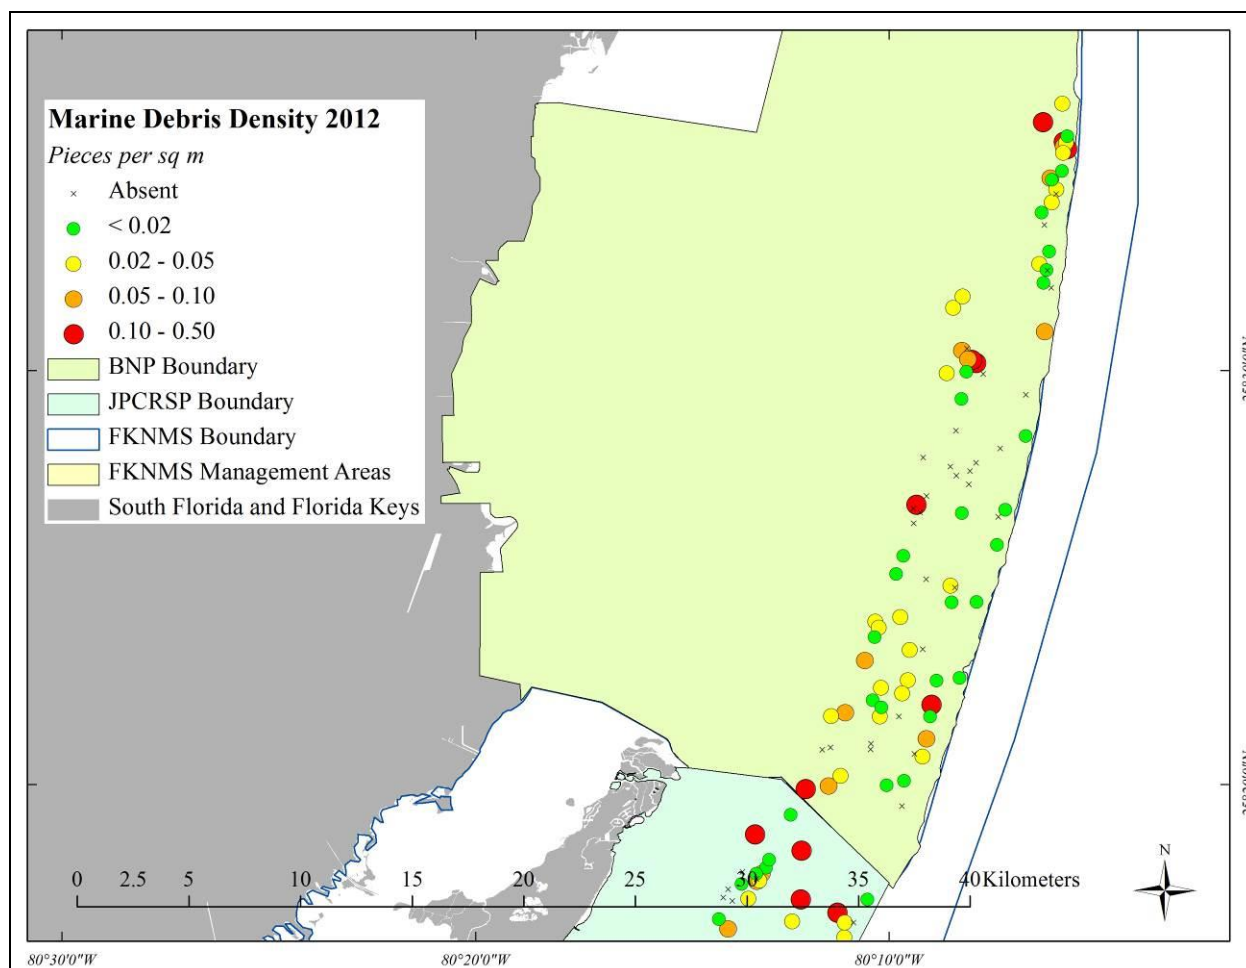 Marine Debris Density 2012
Pieces per sq m
× Absent
< 0.02
0.02 - 0.05
0.05 - 0.10
0.10 - 0.50
BNP Boundary
JPCRSP Boundary
FKNMS Boundary
FKNMS Management Areas
South Florida and Florida Keys
0 2.5 5 10 15 20 25 30 35 40 Kilometers
N
80°30'0"W 80°20'0"W 80°10'0"W